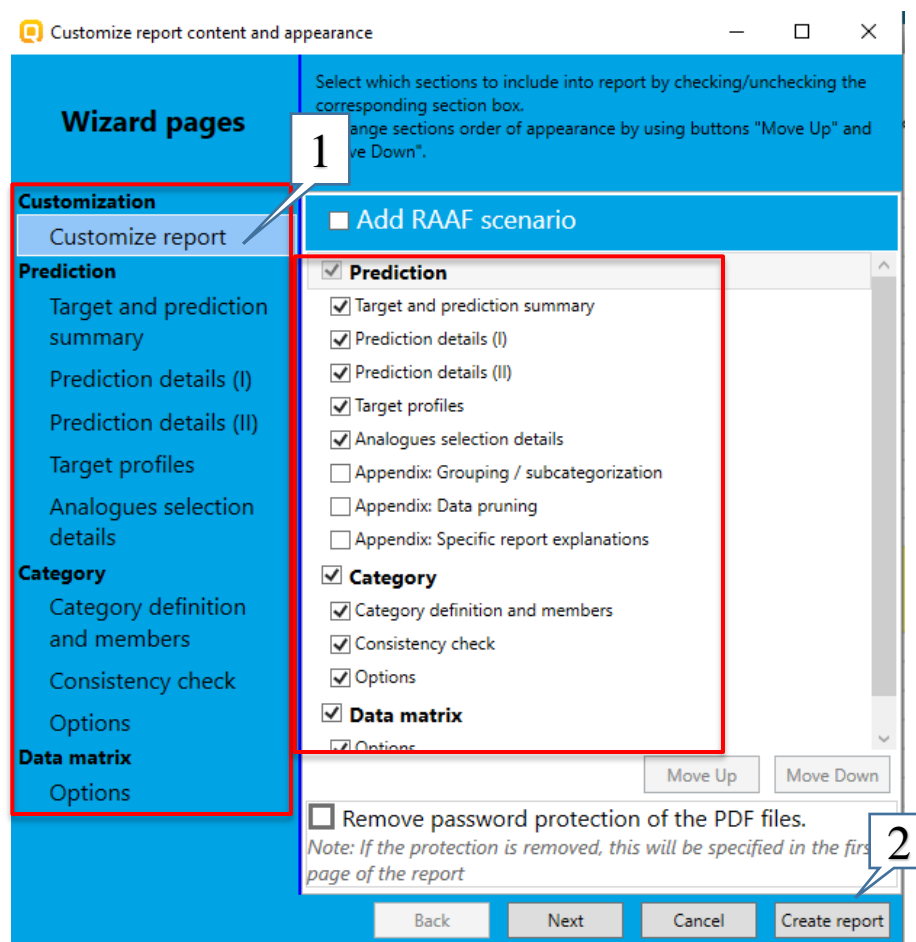 Customize report content and appearance
Wizard pages
Select which sections to include into report by checking/unchecking the
corresponding section box.
ange sections order of appearance by using buttons "Move Up" and
ve Down".
1
Customization
Customize report
Prediction
Target and prediction
summary
Prediction details (I)
Prediction details (II)
Target profiles
Analogues selection
details
Category
Category definition
and members
Consistency check
Options
Data matrix
Options
Add RAAF scenario
Prediction
Target and prediction summary
Prediction details (I)
Prediction details (II)
Target profiles
Analogues selection details
Appendix: Grouping / subcategorization
Appendix: Data pruning
Appendix: Specific report explanations
Category
Category definition and members
Consistency check
Options
Data matrix
Options
Move Up
Move Down
Remove password protection of the PDF files.
Note: If the protection is removed, this will be specified in the firs
page of the report
2
Back
Next
Cancel
Create report